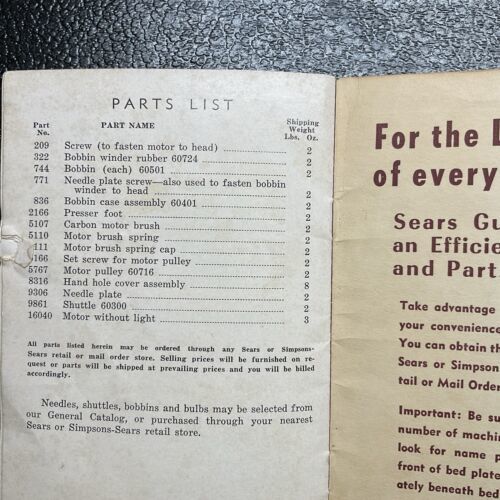 PARTS LIST
Part No. PART NAME Shipping Weight Lbs. Oz.
209 Screw (to fasten motor to head) 2
322 Bobbin winder rubber 60724 2
744 Bobbin (each) 60501 2
771 Needle plate screw—also used to fasten bobbin
winder to head 2
836 Bobbin case assembly 60401 2
2166 Presser foot 2
5107 Carbon motor brush 2
5110 Motor brush spring 2
111 Motor brush spring cap 2
166 Set screw for motor pulley 2
5767 Motor pulley 60716 2
8316 Hand hole cover assembly 8
9306 Needle plate 2
9861 Shuttle 60300 2
16040 Motor without light 3
All parts listed herein may be ordered through any Sears or Simpson-
Sears retail or mail order store. Selling prices will be furnished on re-
quest or parts will be shipped at prevailing prices and you will be billed
accordingly.
Needles, shuttles, bobbins and bulbs may be selected from
our General Catalog, or purchased through your nearest
Sears or Simpsons-Sears retail store.
For the
of every
Sears Gu
an Efficie
and Part
Take advantage
your convenienc
You can obtain th
Sears or Simpson
tail or Mail Order
Important: Be su
number of machin
look for name p
front of bed plate
ately beneath bed